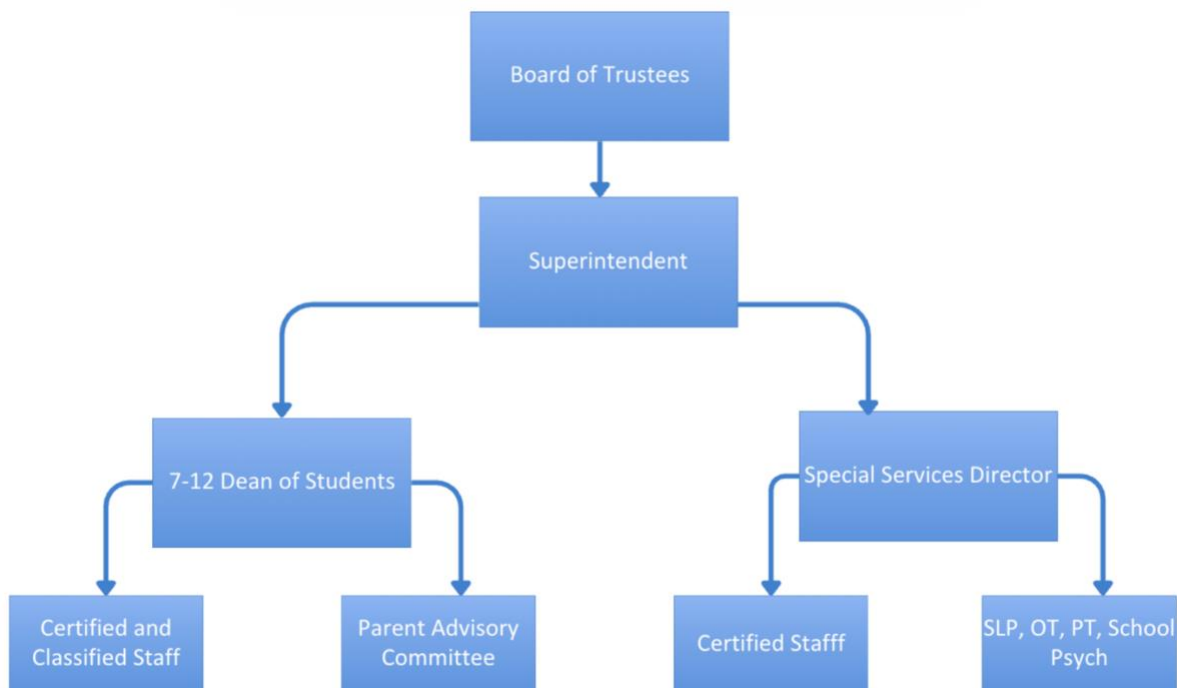 Board of Trustees
Superintendent
7-12 Dean of Students
Special Services Director
Certified and
Classified Staff
Parent Advisory
Committee
Certified Stafff
SLP, OT, PT, School
Psych